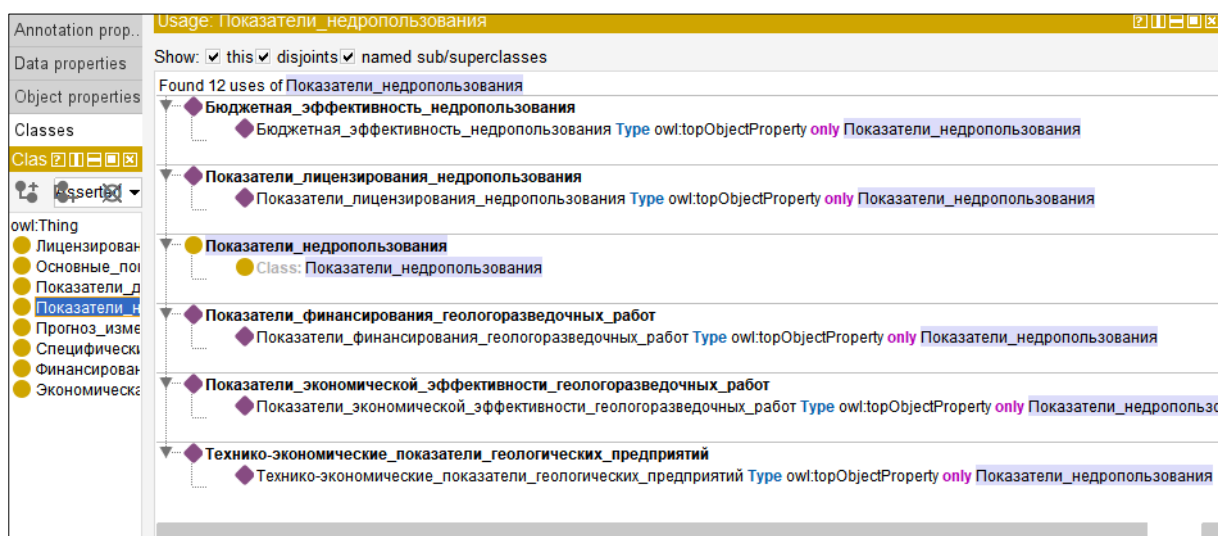 Annotation prop..
Data properties
Object properties
Classes
Clas
Asserted
owl:Thing
Лицензирован
Основные_пок
Показатели_д
Показатели_н
Прогноз_изме
Специфически
Финансирован
Экономическа
Usage: Показатели_недропользования
Show: this disjoints named sub/superclasses
Found 12 uses of Показатели_недропользования
Бюджетная_эффективность_недропользования
Бюджетная_эффективность_недропользования Type owl:topObjectProperty only Показатели_недропользования
Показатели_лицензирования_недропользования
Показатели_лицензирования_недропользования Type owl:topObjectProperty only Показатели_недропользования
Показатели_недропользования
Class: Показатели_недропользования
Показатели_финансирования_геологоразведочных_работ
Показатели_финансирования_геологоразведочных_работ Type owl:topObjectProperty only Показатели_недропользования
Показатели_экономической_эффективности_геологоразведочных_работ
Показатели_экономической_эффективности_геологоразведочных_работ Type owl:topObjectProperty only Показатели_недропользо
Технико-экономические_показатели_геологических_предприятий
Технико-экономические_показатели_геологических_предприятий Type owl:topObjectProperty only Показатели_недропользования